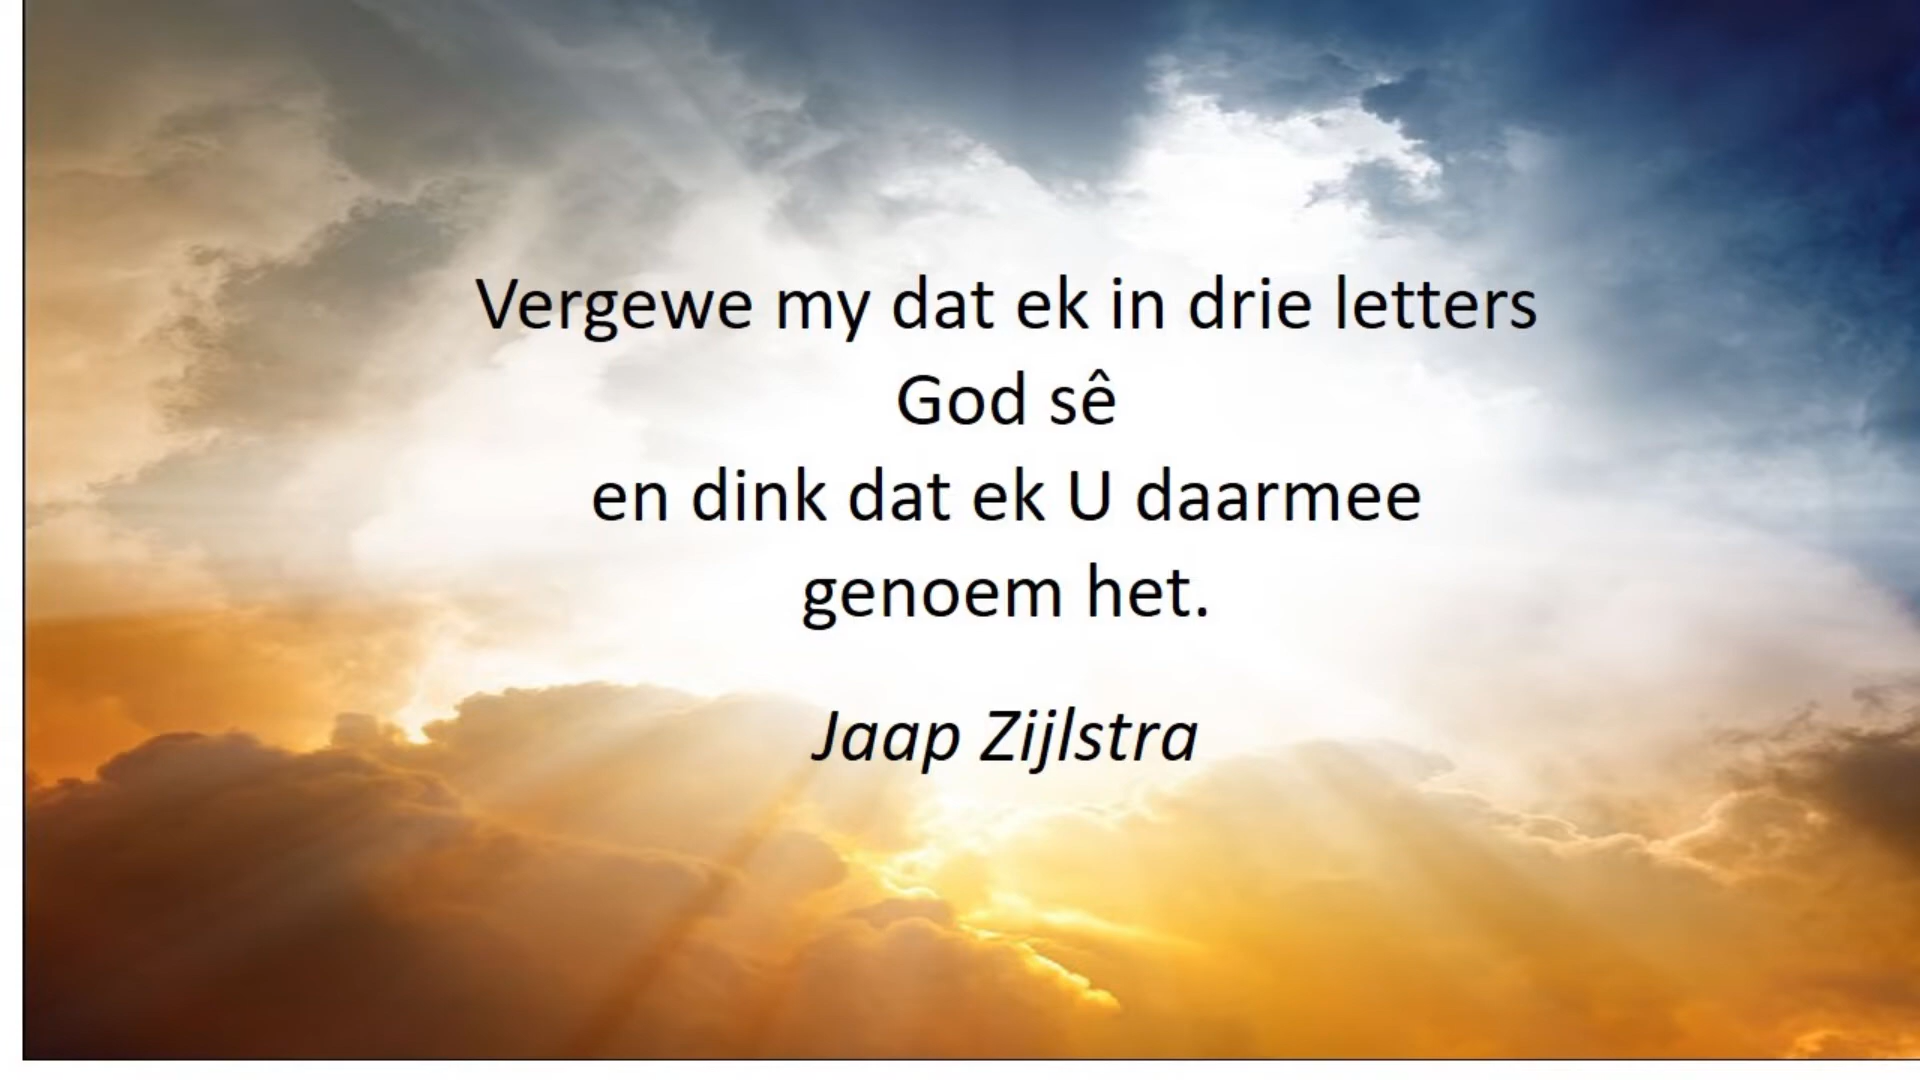 Vergewe my dat ek in drie letters
God sê
en dink dat ek U daarmee
genoem het.
Jaap Zijlstra